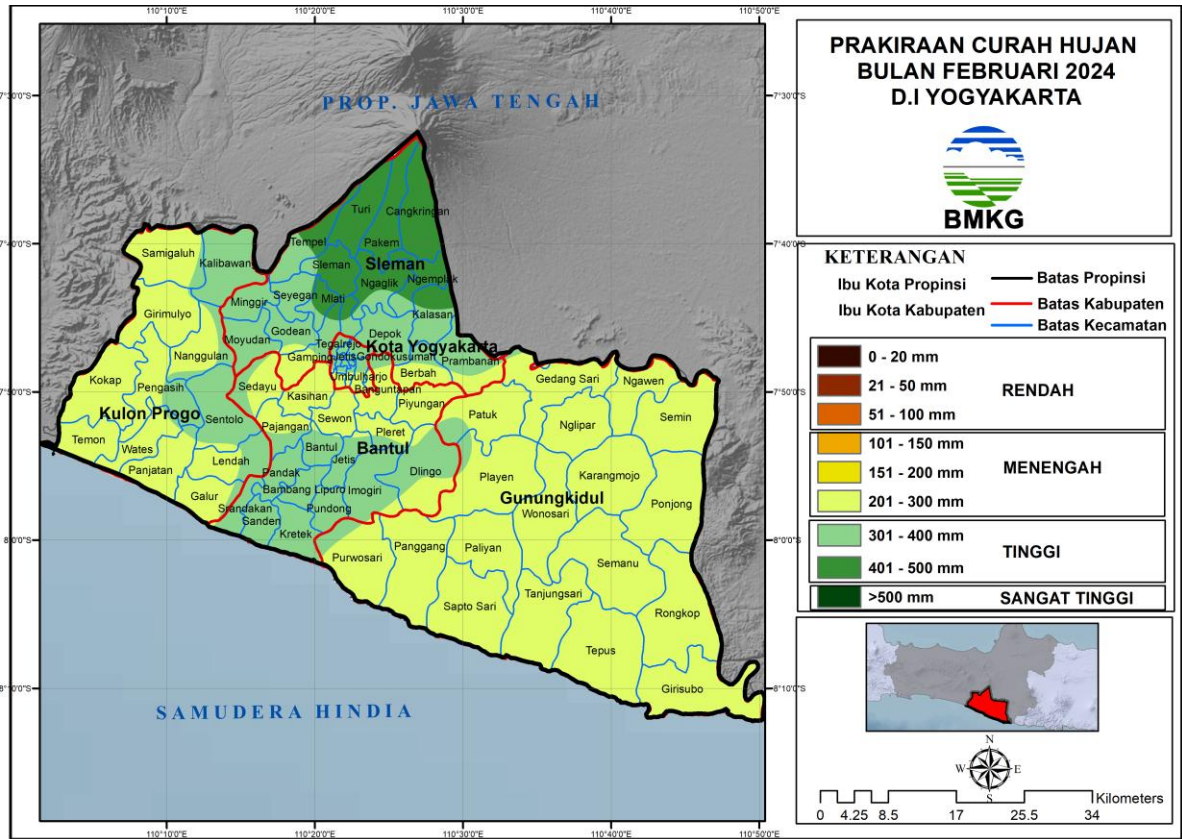 110°10'0"E
110°20'0"E
110°30'0"E
110°40'0"E
110°50'0"E
7°30'0"S
7°40'0"S
7°50'0"S
8°0'0"S
8°10'0"S
PROP. JAWA TENGAH
Turi
Cangkringan
Samigaluh
Tempel
Pakem
Kalibawang
Sleman
Sleman
Ngaglik
Ngemplak
Minggir
Seyegan
Mlati
Girimulyo
Kalasan
Godean
Depok
Moyudan
Tegalrejo
Kota Yogyakarta
Nanggulan
Gamping
Jetis
Gondokusuman
Prambanan
Kokap
Pengasih
Sedayu
Umbulharjo
Berbah
Gedang Sari
Ngawen
Kasihan
Banguntapan
Piyungan
Kulon Progo
Sentolo
Patuk
Semin
Pajangan
Sewon
Nglipar
Temon
Pleret
Wates
Bantul
Bantul
Panjatan
Lendah
Jetis
Pandak
Dlingo
Playen
Karangmojo
Galur
Bambang Lipuro
Imogiri
Gunungkidul
Ponjong
Srandakan
Pundong
Wonosari
Sanden
Kretek
Purwosari
Panggang
Paliyan
Semanu
Tanjungsari
Sapto Sari
Rongkop
Tepus
Girisubo
SAMUDERA HINDIA
110°10'0"E
110°20'0"E
110°30'0"E
110°40'0"E
110°50'0"E
7°30'0"S
7°40'0"S
7°50'0"S
8°0'0"S
8°10'0"S
PRAKIRAAN CURAH HUJAN
BULAN FEBRUARI 2024
D.I YOGYAKARTA
BMKG
KETERANGAN
Ibu Kota Propinsi
Batas Propinsi
Batas Kabupaten
Ibu Kota Kabupaten
Batas Kecamatan
0 - 20 mm
21 - 50 mm
RENDAH
51 - 100 mm
101 - 150 mm
151 - 200 mm
MENENGAH
201 - 300 mm
301 - 400 mm
TINGGI
401 - 500 mm
>500 mm
SANGAT TINGGI
N
W
E
S
Kilometers
0 4.25 8.5 17 25.5 34